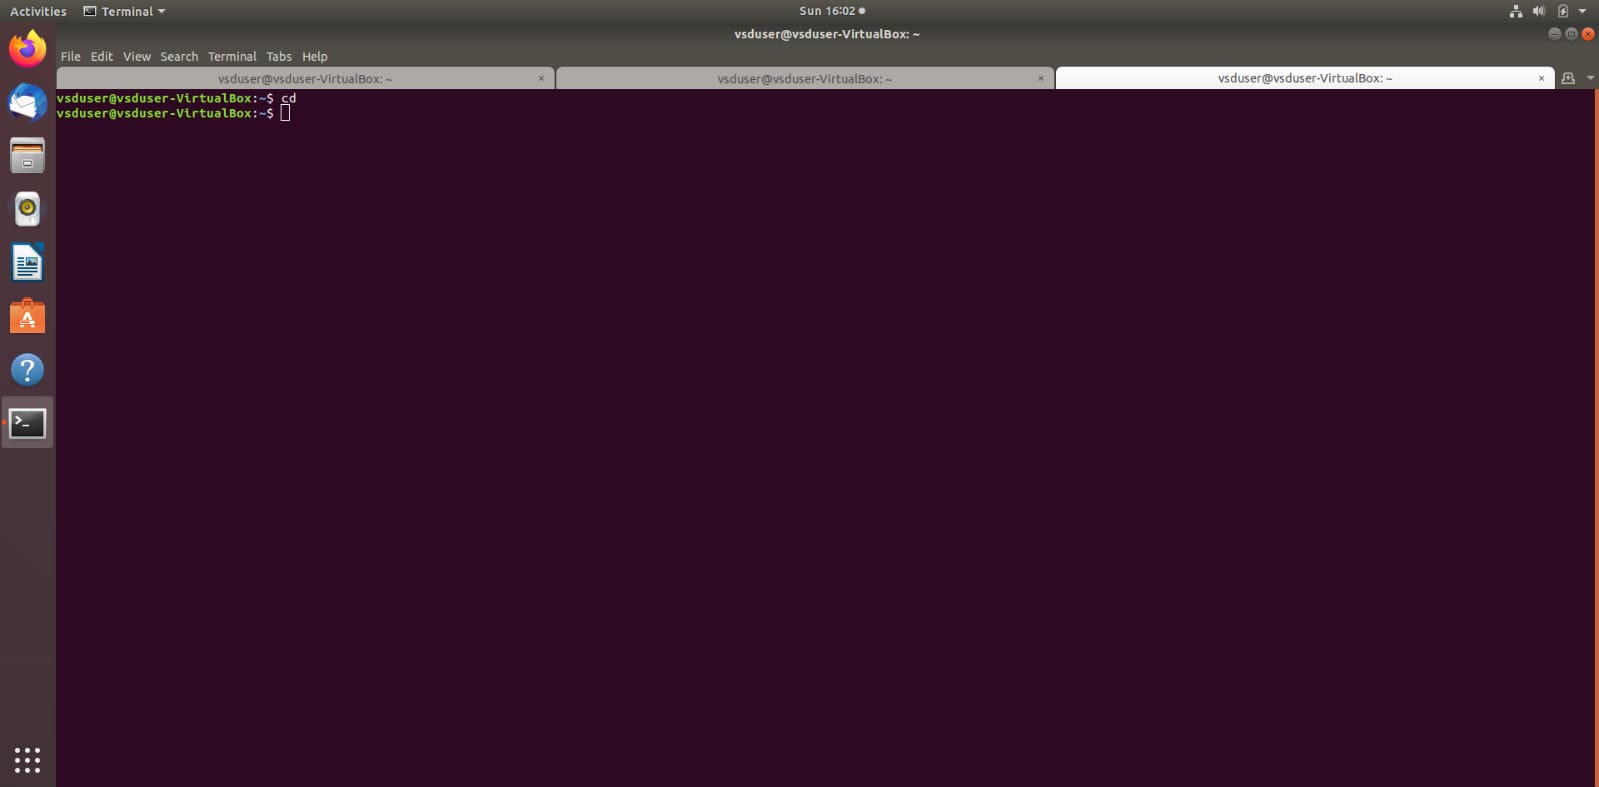 Activities Terminal Sun 16:02
vsduser@vsduser-VirtualBox: ~
File Edit View Search Terminal Tabs Help
vsduser@vsduser-VirtualBox: ~ × vsduser@vsduser-VirtualBox: ~ × vsduser@vsduser-VirtualBox: ~ ×
vsduser@vsduser-VirtualBox:~$ cd
vsduser@vsduser-VirtualBox:~$